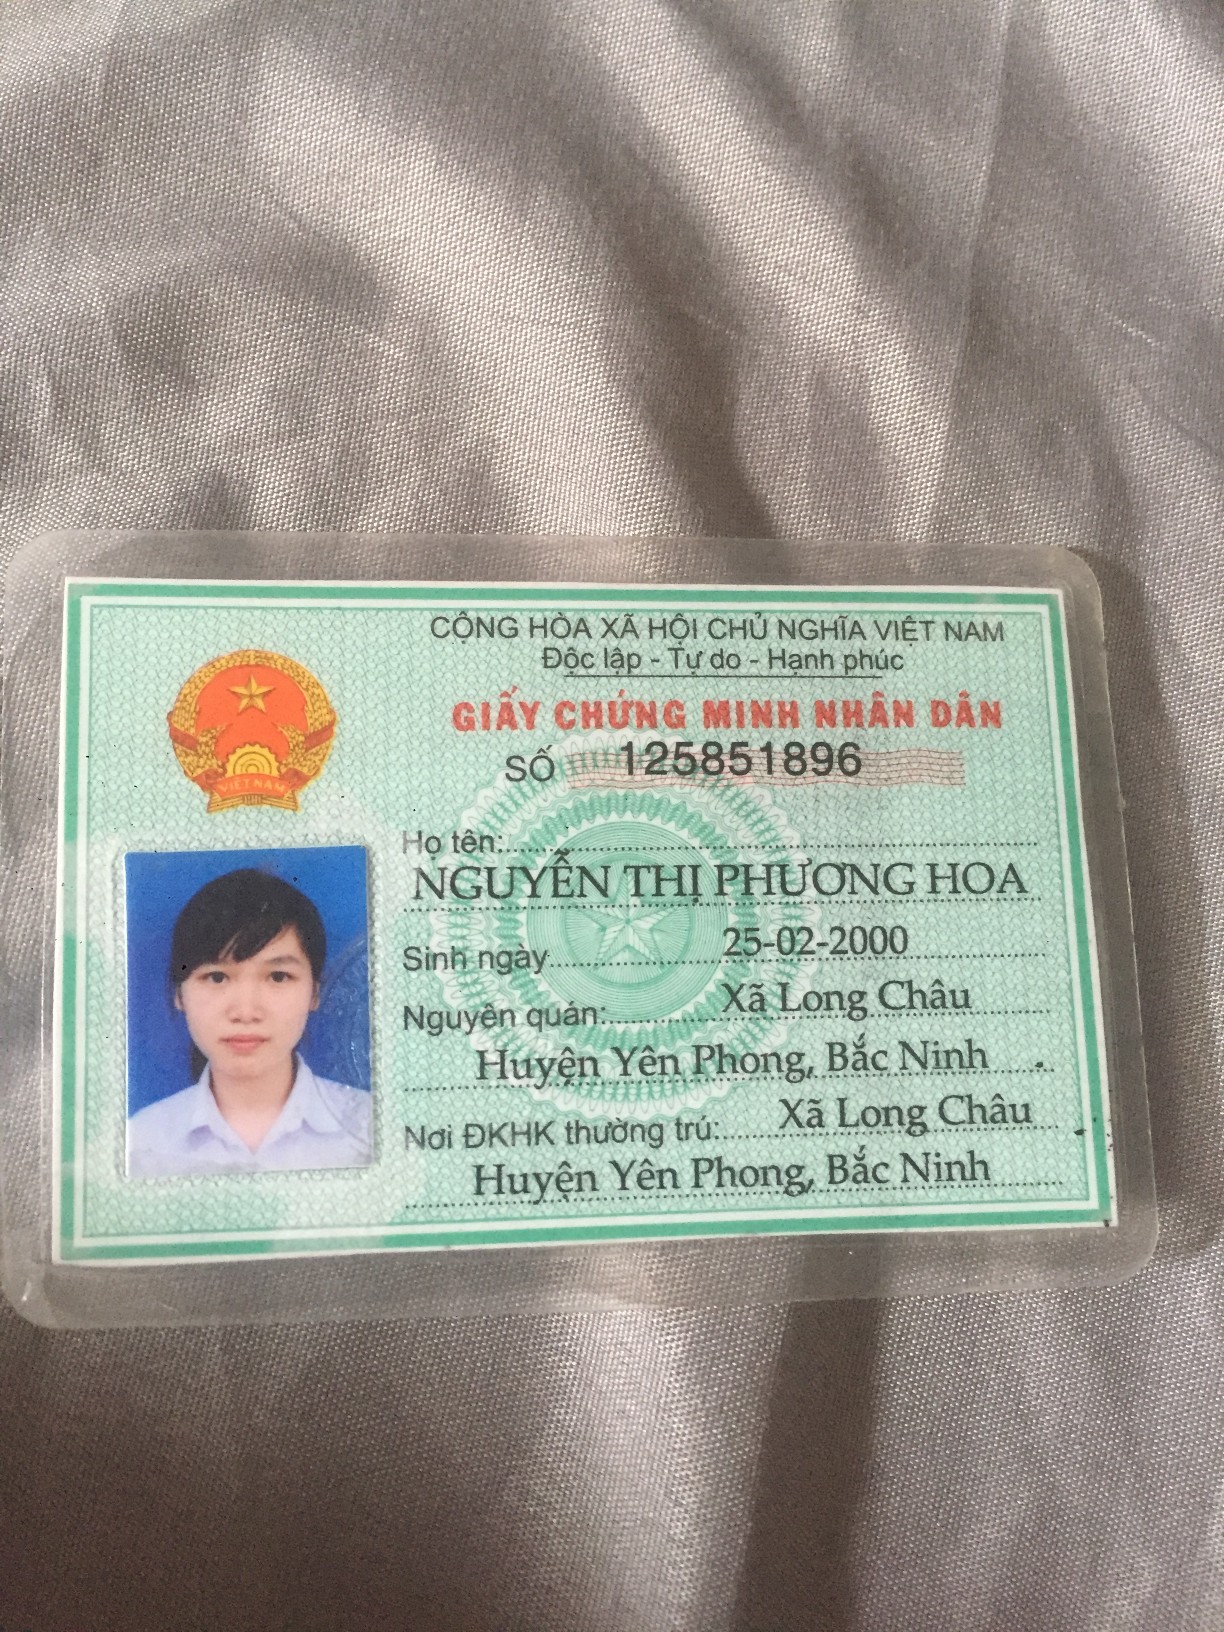 CỘNG HÒA XÃ HỘI CHỦ NGHĨA VIỆT NAM
Độc lập - Tự do - Hạnh phúc
GIẤY CHỨNG MINH NHÂN DÂN
SỐ 125851896
VIỆT NAM
Họ tên:
NGUYỄN THỊ PHƯƠNG HOA
Sinh ngày 25-02-2000
Nguyên quán: Xã Long Châu
Huyện Yên Phong, Bắc Ninh
Nơi ĐKHK thường trú: Xã Long Châu
Huyện Yên Phong, Bắc Ninh